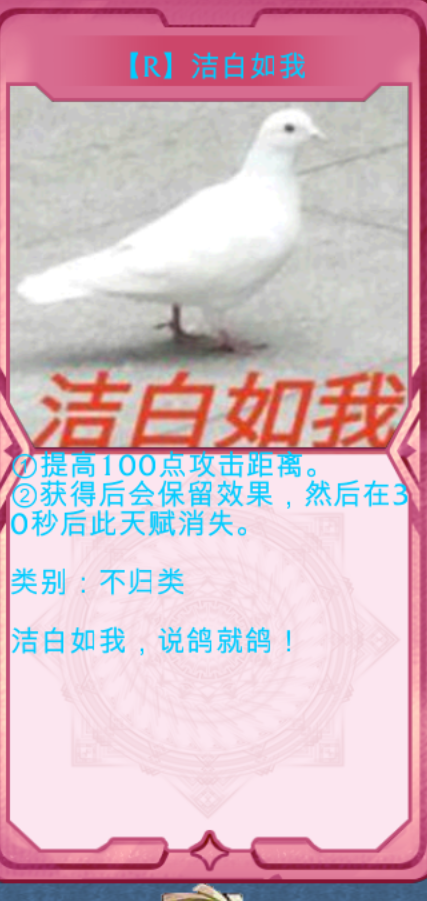 【R】洁白如我
洁白如我
①提高100点攻击距离。
②获得后会保留效果，然后在3
0秒后此天赋消失。
类别：不归类
洁白如我，说鸽就鸽！